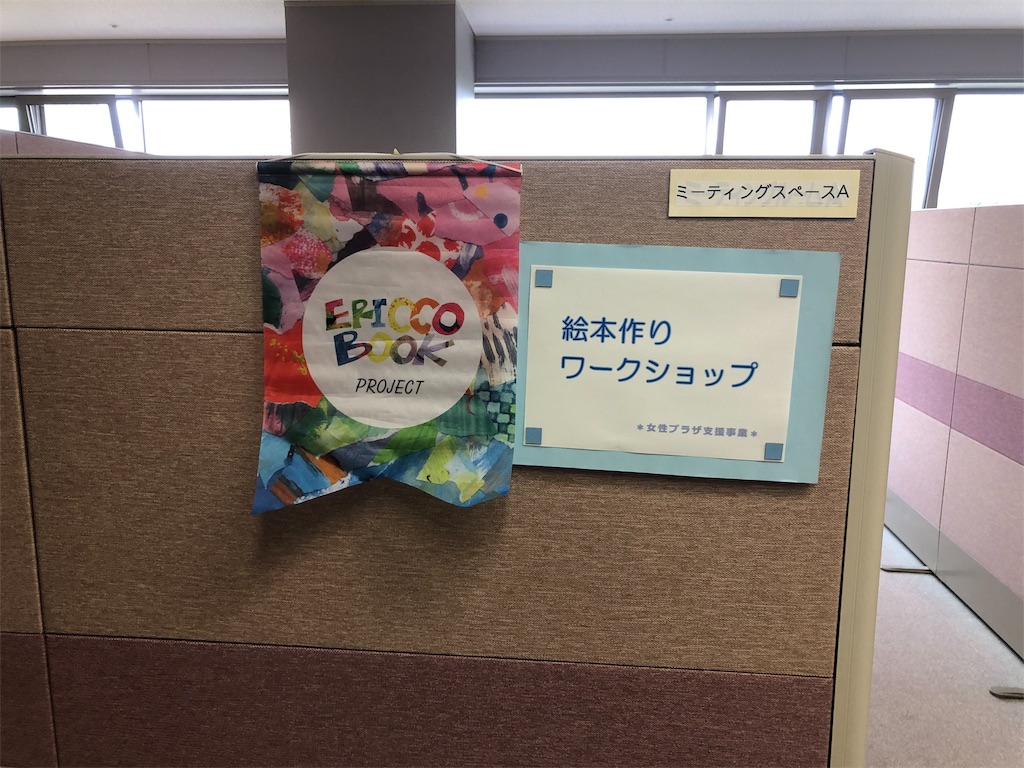 ERICCO
BOOK
PROJECT
ミーティングスペースA
絵本作り
ワークショップ
＊女性プラザ支援事業＊